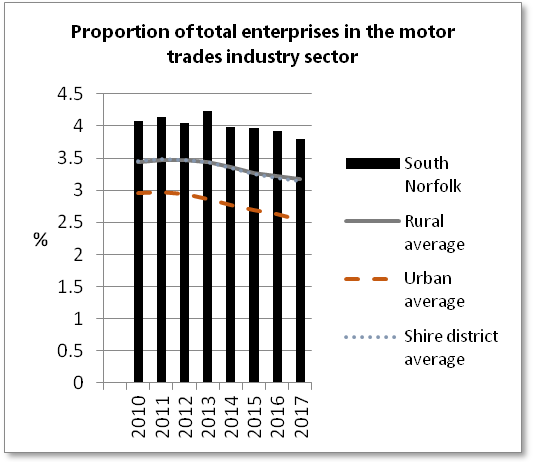 Proportion of total enterprises in the motor
trades industry sector
4.5
4
3.5
3
2.5
2
1.5
1
0.5
0
%
2010
2011
2012
2013
2014
2015
2016
2017
South
Norfolk
Rural
average
Urban
average
Shire district
average